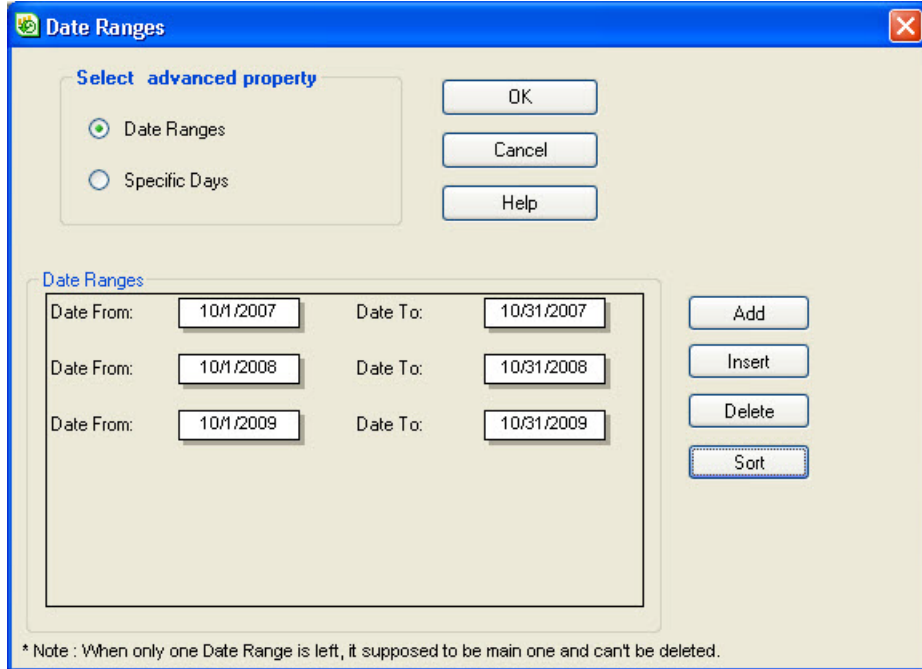 Date Ranges
Select advanced property
Date Ranges
Specific Days
OK
Cancel
Help
Date Ranges
Date From: 10/1/2007 Date To: 10/31/2007
Date From: 10/1/2008 Date To: 10/31/2008
Date From: 10/1/2009 Date To: 10/31/2009
Add
Insert
Delete
Sort
* Note : When only one Date Range is left, it supposed to be main one and can't be deleted.